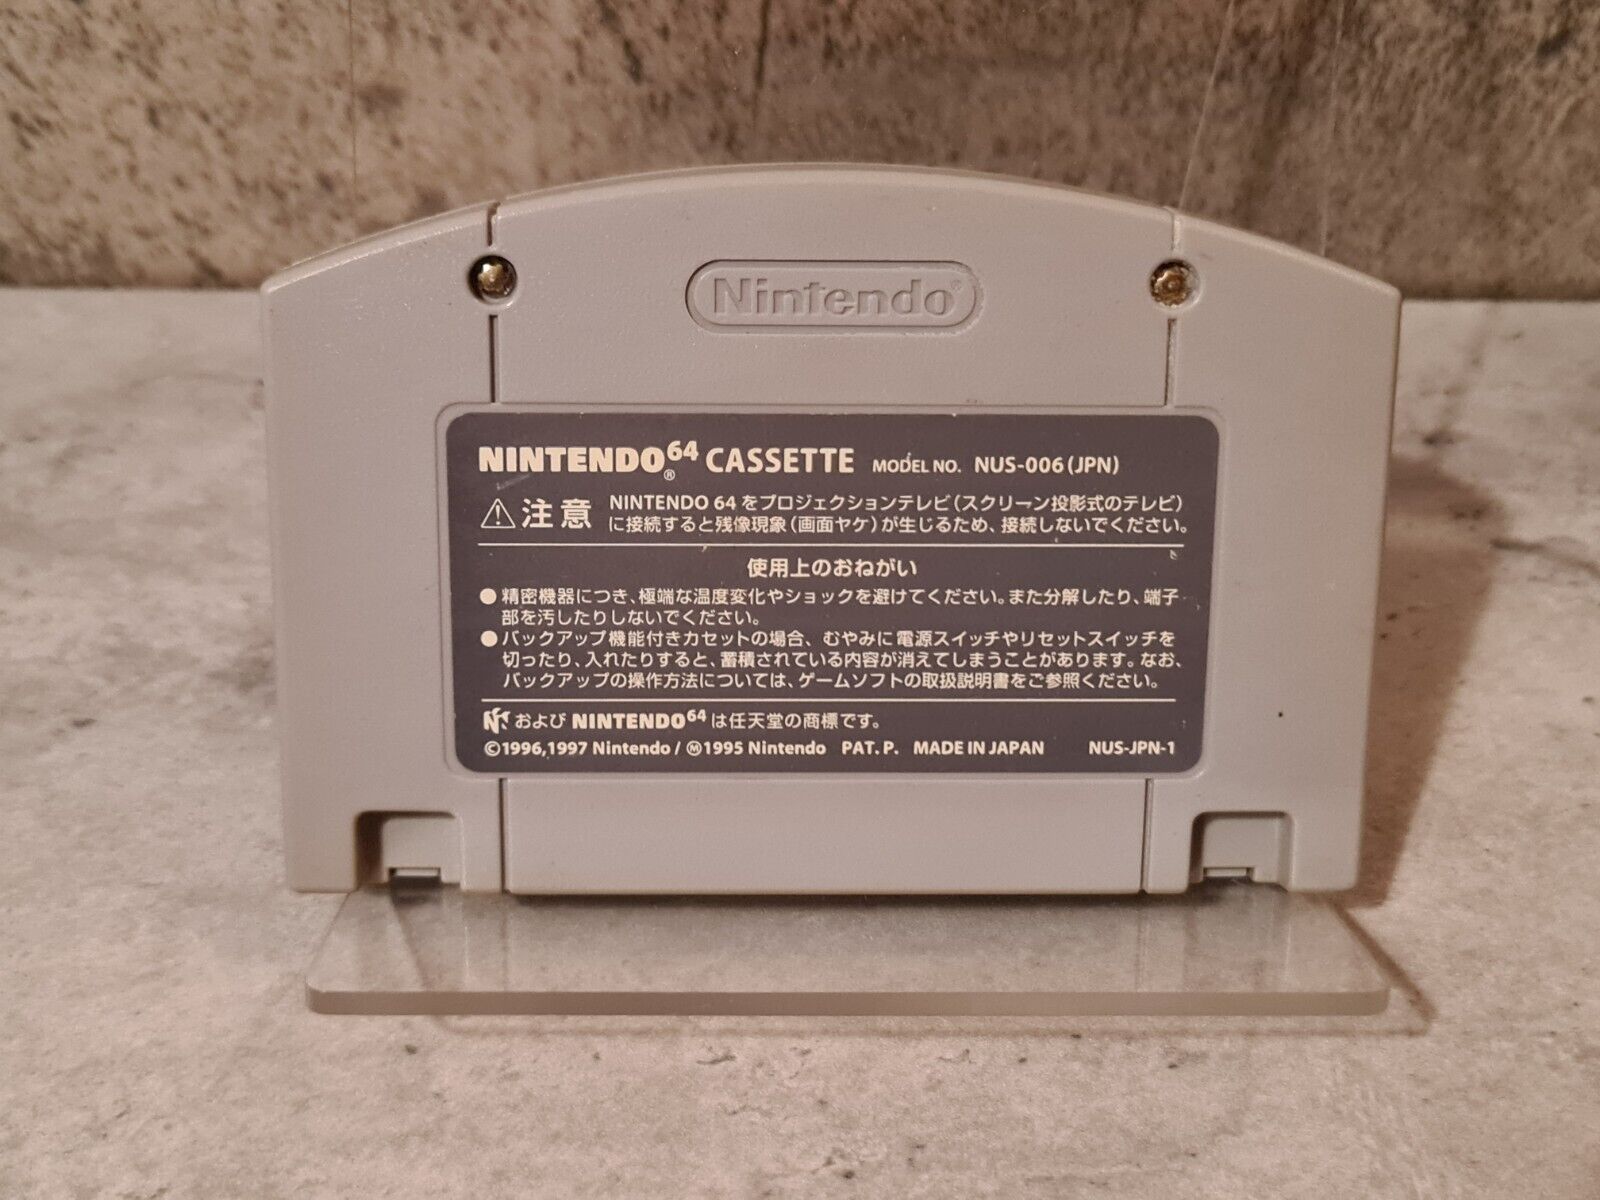 Nintendo®
NINTENDO64® CASSETTE MODEL NO. NUS-006(JPN)
⚠注意 NINTENDO 64 をプロジェクションテレビ(スクリーン投影式のテレビ)
に接続すると残像現象(画面ヤケ)が生じるため、接続しないでください。
使用上のおねがい
●精密機器につき、極端な温度変化やショックを避けてください。また分解したり、端子
部を汚したりしないでください。
●バックアップ機能付きカセットの場合、むやみに電源スイッチやリセットスイッチを
切ったり、入れたりすると、蓄積されている内容が消えてしまうことがあります。なお、
バックアップの操作方法については、ゲームソフトの取扱説明書をご参照ください。
N および NINTENDO64 は任天堂の商標です。
©1996,1997 Nintendo / Ⓜ1995 Nintendo PAT. P. MADE IN JAPAN NUS-JPN-1